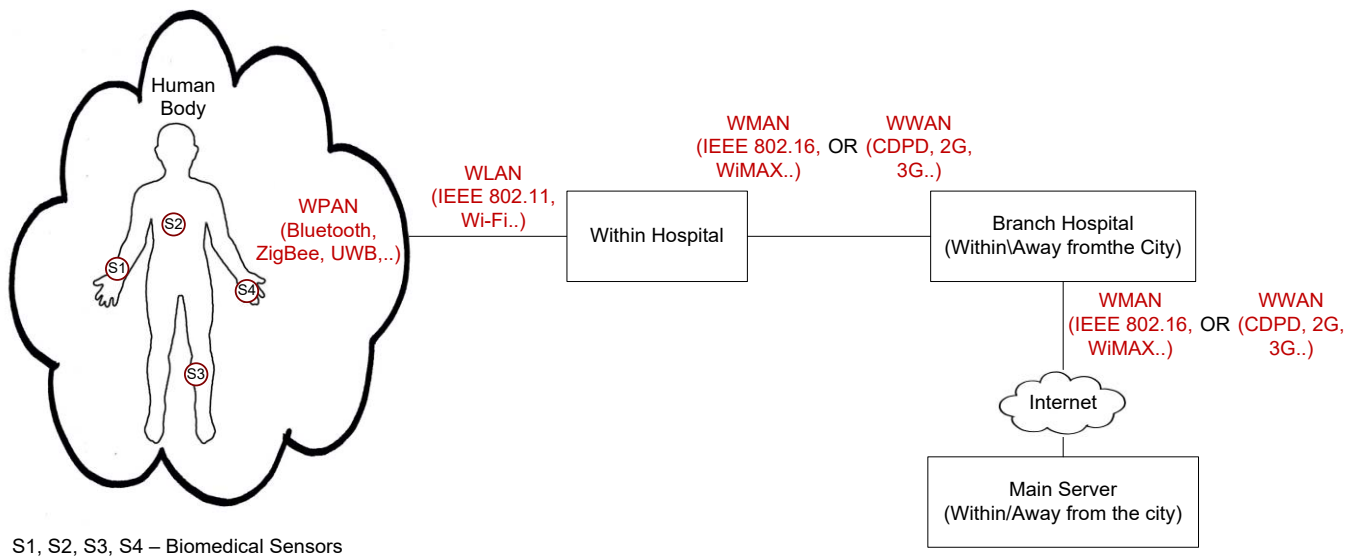 Human
Body
S2
S1
S4
S3
WPAN
(Bluetooth,
ZigBee, UWB,..)
WLAN
(IEEE 802.11,
Wi-Fi..)
Within Hospital
WMAN
(IEEE 802.16,
WiMAX..)
OR
WWAN
(CDPD, 2G,
3G..)
Branch Hospital
(Within\Away fromthe City)
WMAN
(IEEE 802.16,
WiMAX..)
OR
WWAN
(CDPD, 2G,
3G..)
Internet
Main Server
(Within/Away from the city)
S1, S2, S3, S4 – Biomedical Sensors